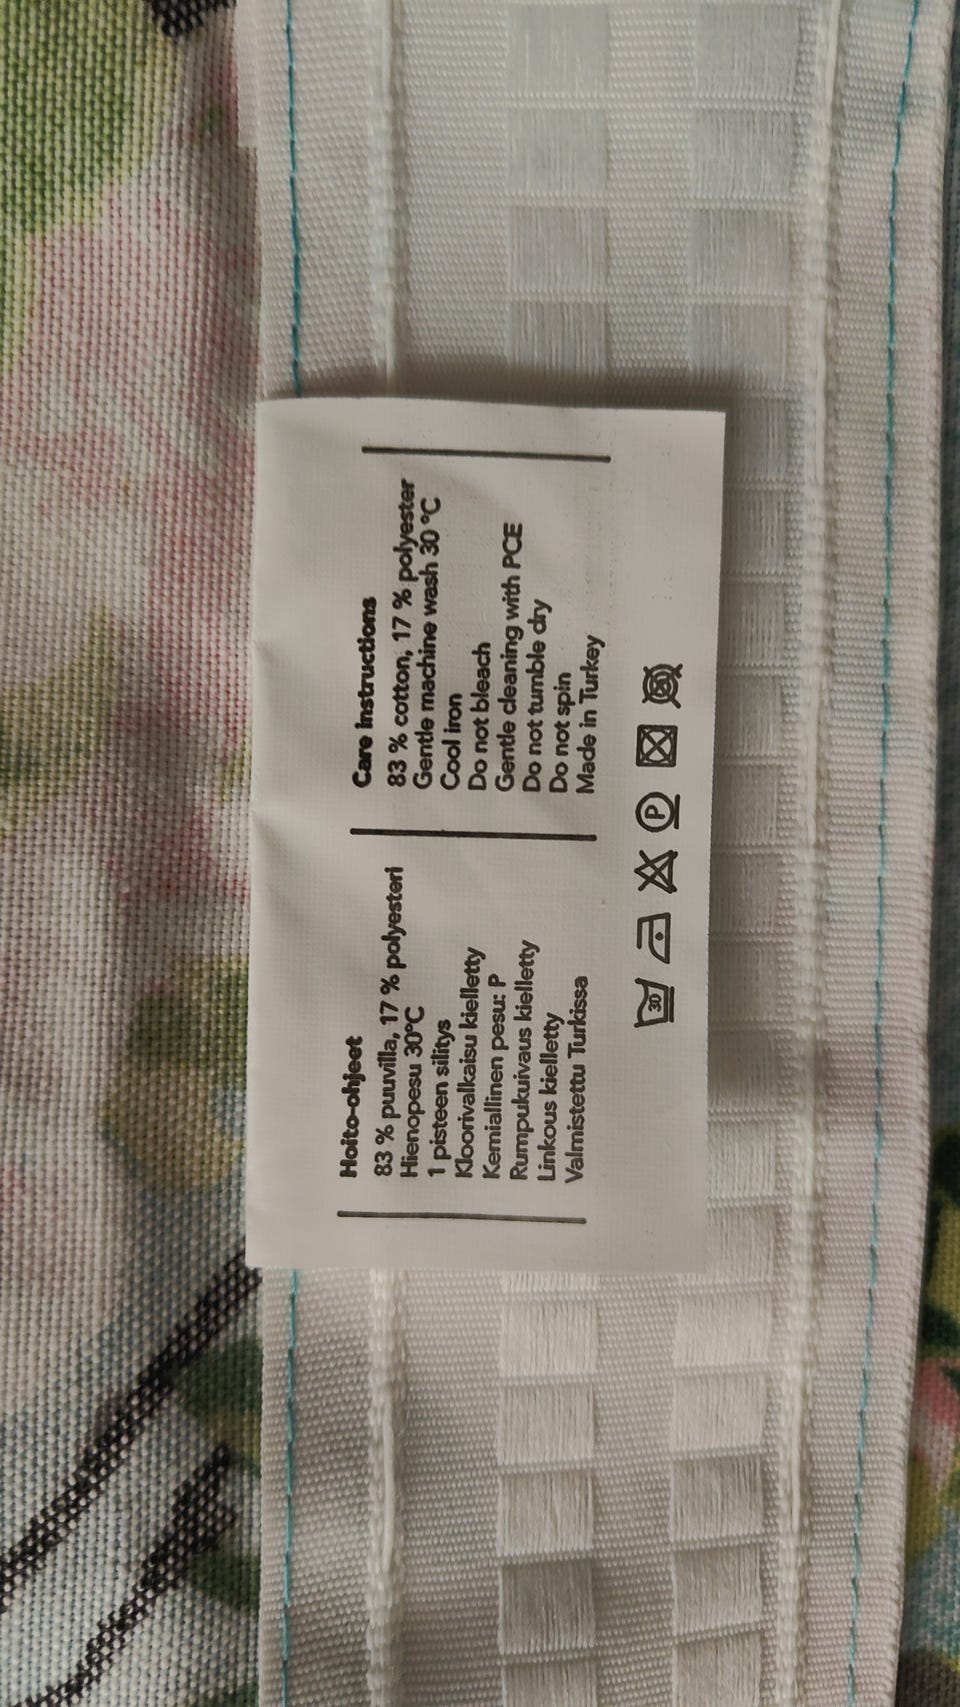 Hoito-ohjeet
83 % puuvilla, 17 % polyesteri
Hienopesu 30°C
1 pisteen silitys
Kloorivalkaisu kielletty
Kemiallinen pesu: P
Rumpukuivaus kielletty
Linkous kielletty
Valmistettu Turkissa
Care instructions
83 % cotton, 17 % polyester
Gentle machine wash 30 °C
Cool iron
Do not bleach
Gentle cleaning with PCE
Do not tumble dry
Do not spin
Made in Turkey
30 P